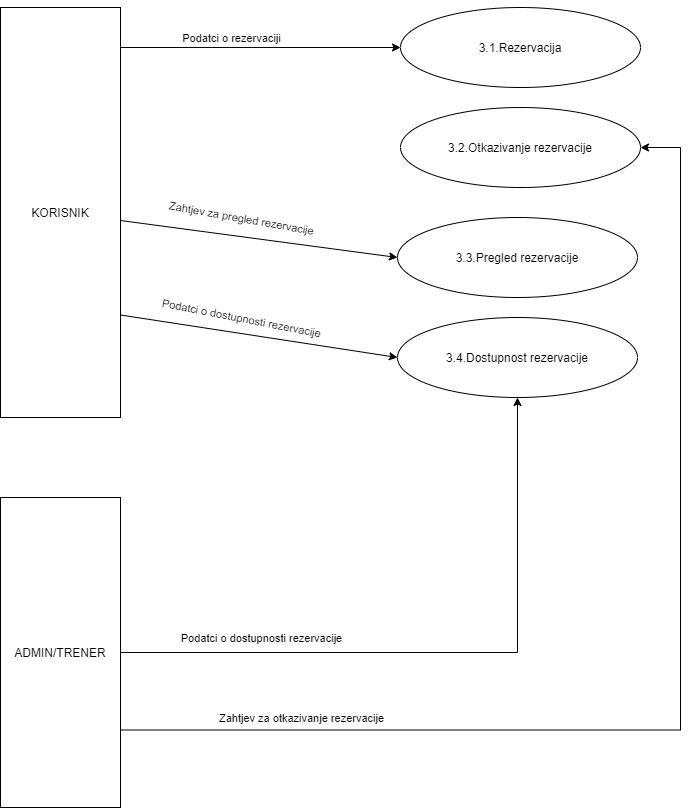 Podatci o rezervaciji
3.1.Rezervacija
3.2.Otkazivanje rezervacije
KORISNIK
Zahtjev za pregled rezervacije
3.3.Pregled rezervacije
Podatci o dostupnosti rezervacije
3.4.Dostupnost rezervacije
Podatci o dostupnosti rezervacije
ADMIN/TRENER
Zahtjev za otkazivanje rezervacije